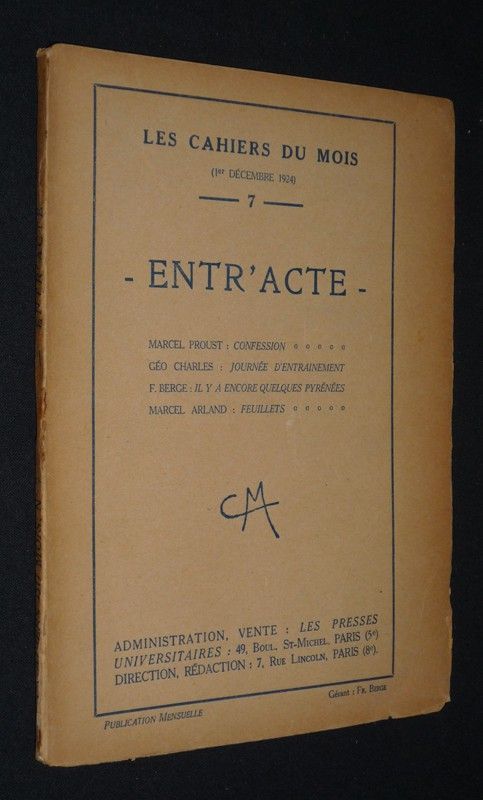 LES CAHIERS DU MOIS
(1er DÉCEMBRE 1924)
— 7 —
- ENTR'ACTE -
MARCEL PROUST : CONFESSION
GÉO CHARLES : JOURNÉE D'ENTRAINEMENT
F. BERGE : IL Y A ENCORE QUELQUES PYRÉNÉES
MARCEL ARLAND : FEUILLETS
CM
ADMINISTRATION, VENTE : LES PRESSES
UNIVERSITAIRES : 49, BOUL. ST-MICHEL, PARIS (5e)
DIRECTION, RÉDACTION : 7, RUE LINCOLN, PARIS (8e).
PUBLICATION MENSUELLE
Gérant : FR. BERGE